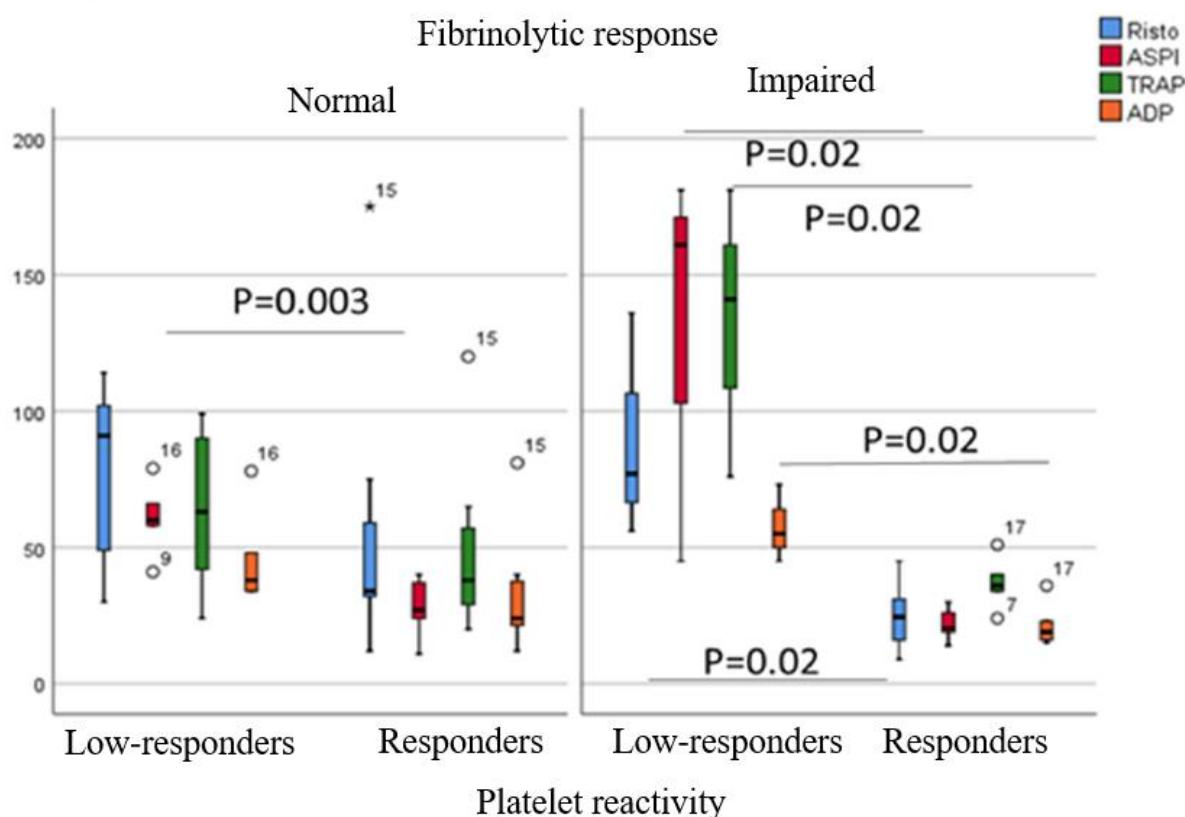 Fibrinolytic response
Normal
Impaired
Risto
ASPI
TRAP
ADP
200
150
100
50
0
15
P=0.003
15
16
16
15
9
P=0.02
P=0.02
P=0.02
17
17
7
P=0.02
Low-responders
Responders
Low-responders
Responders
Platelet reactivity